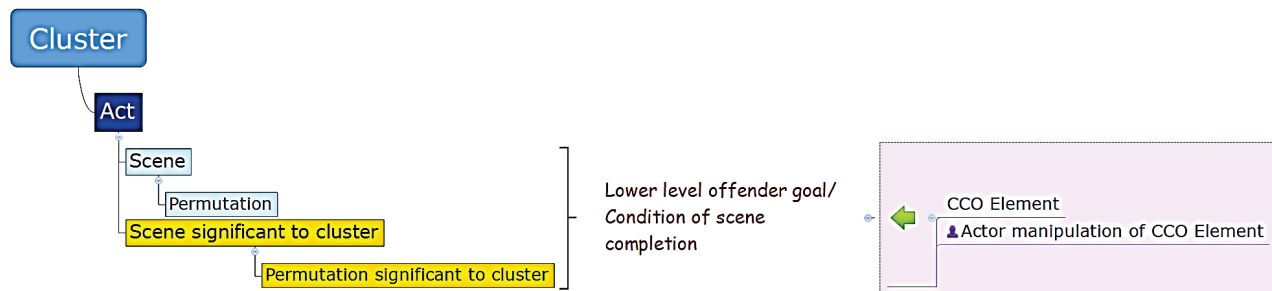 Cluster
Act
Scene
Permutation
Scene significant to cluster
Permutation significant to cluster
Lower level offender goal/
Condition of scene
completion
CCO Element
Actor manipulation of CCO Element